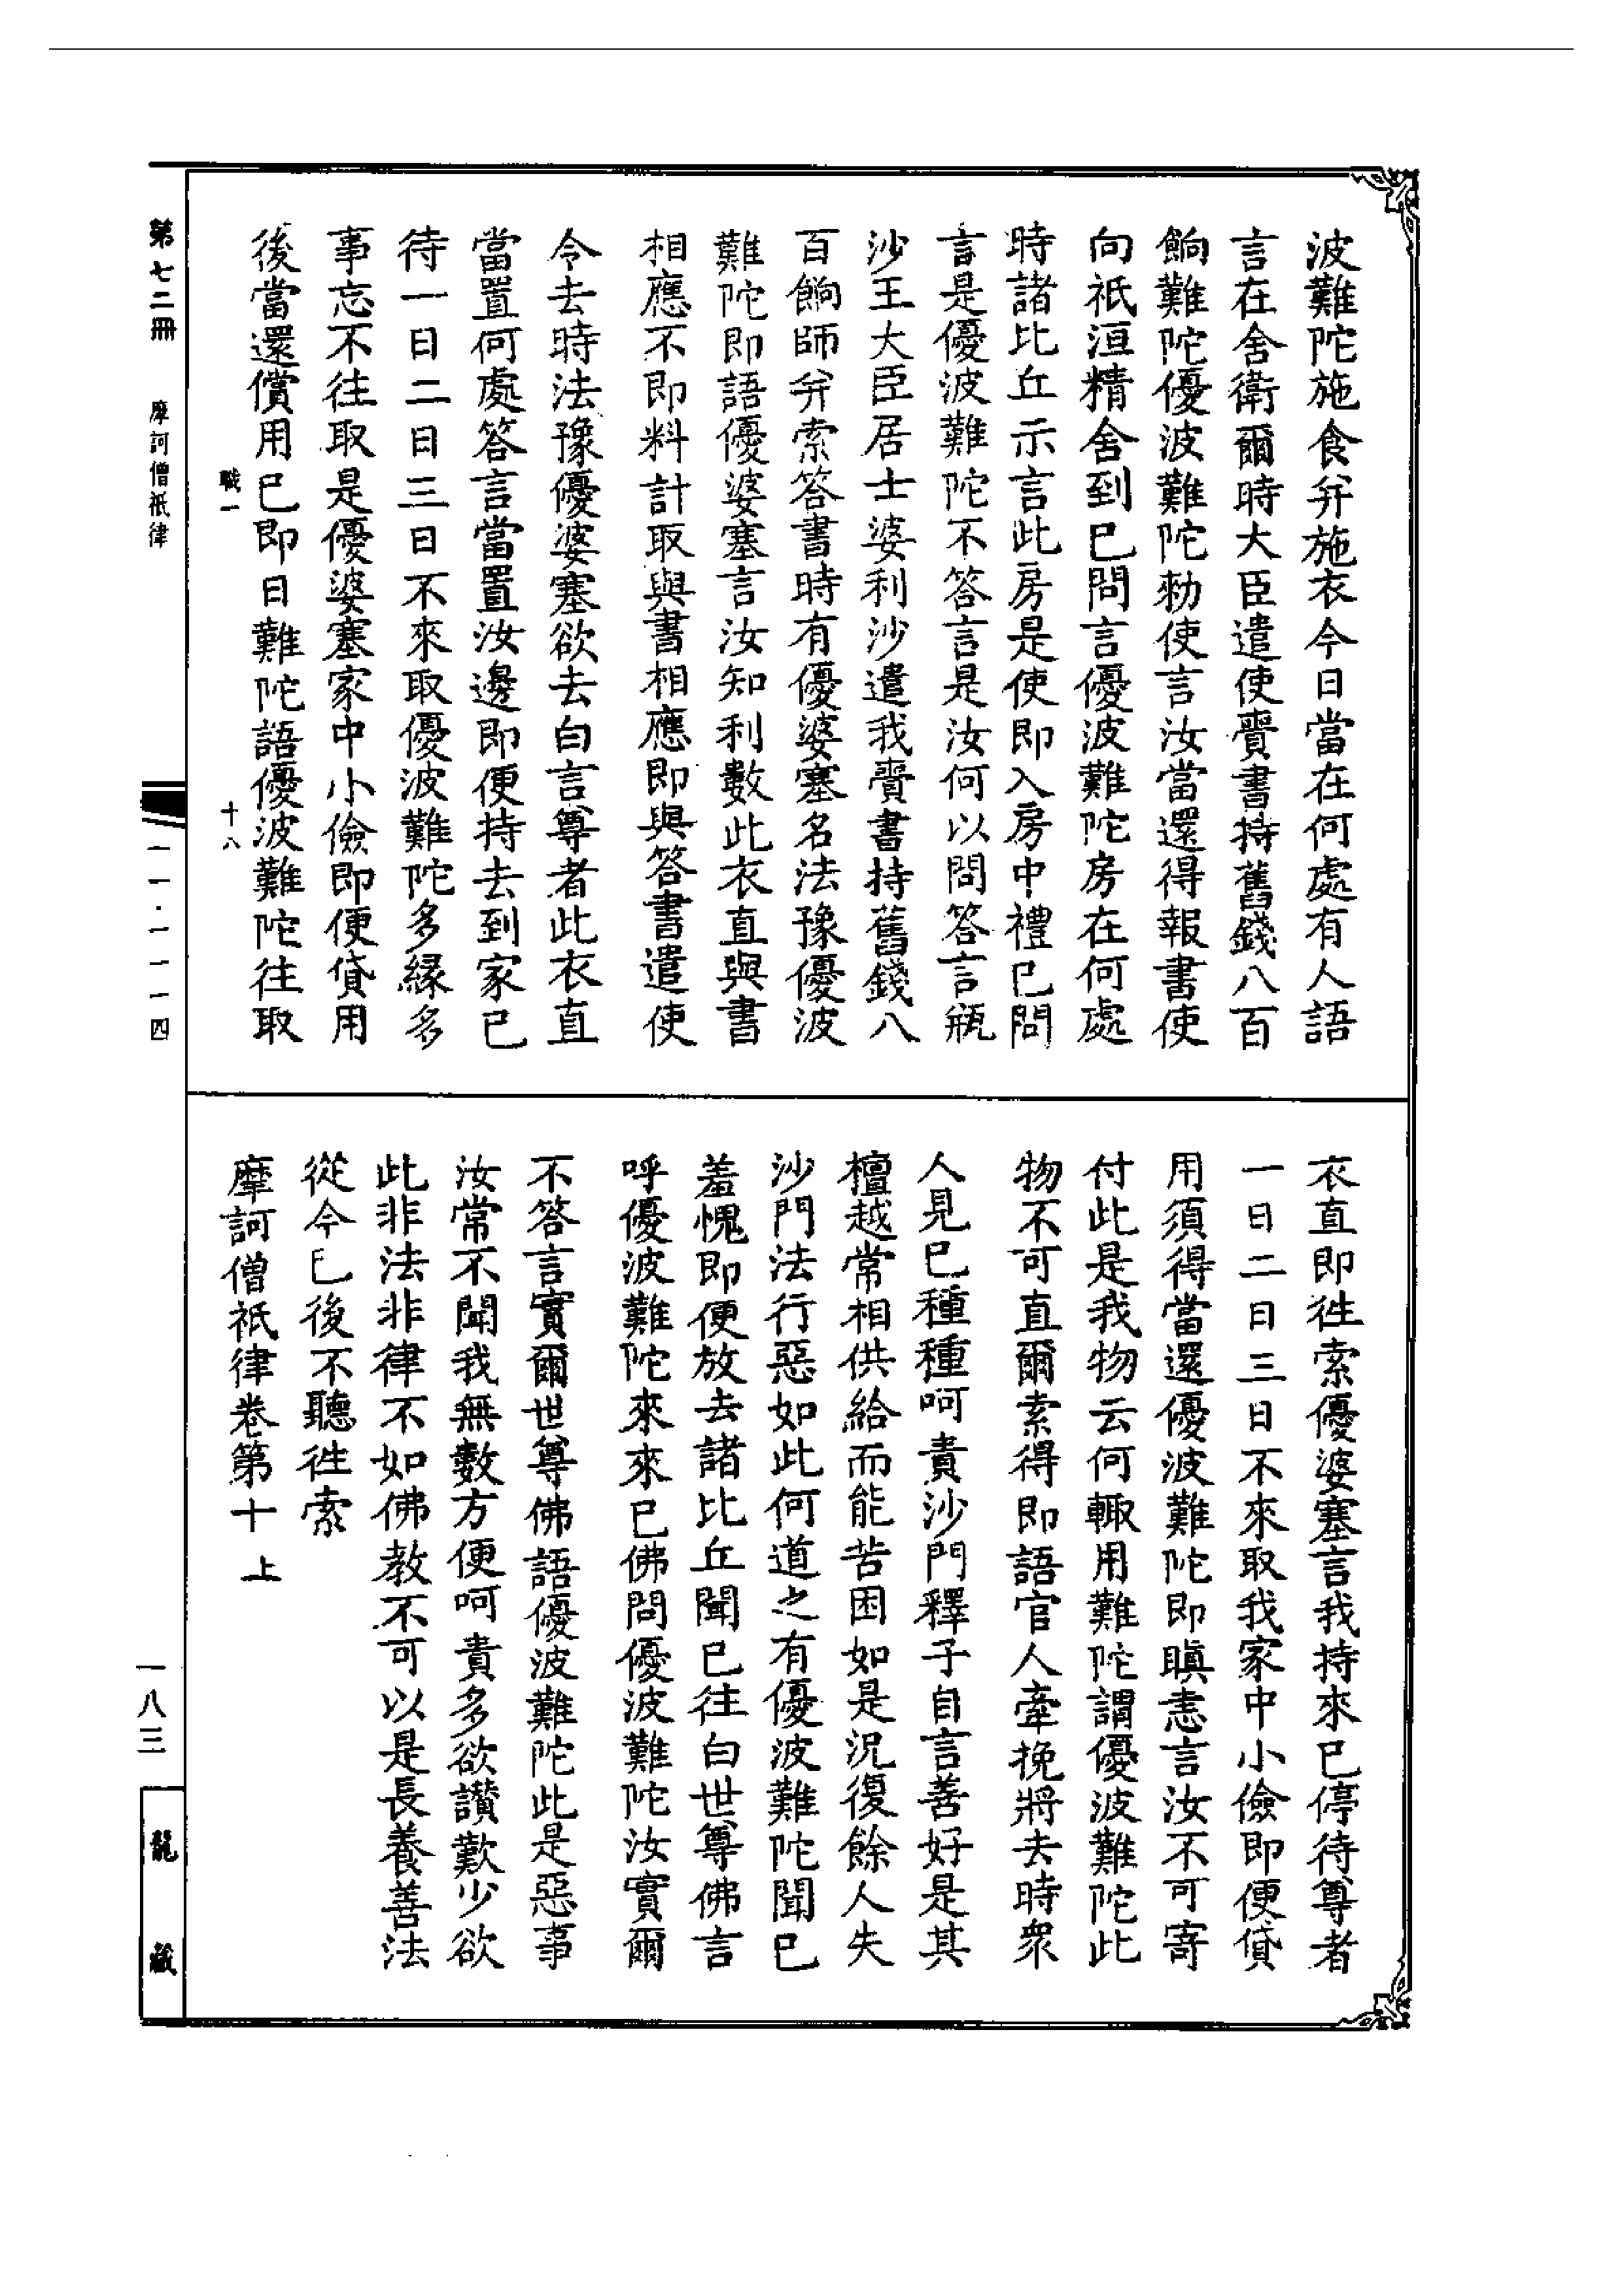 波難陀施食并施衣今日當在何處有人語
言在舍衛爾時大臣遣使賷書持舊錢八百
餉難陀優波難陀勑使言汝當還得報書使
向祇洹精舍到已問言優波難陀房在何處
時諸比丘示言此房是使即入房中禮已問
言是優波難陀不答言是汝何以問答言瓶
沙王大臣居士婆利沙遣我賷書持舊錢八
百餉師并索答書時有優婆塞名法豫優波
難陀即語優婆塞言汝知利數此衣直與書
相應不即料計取與書相應即與答書遣使
令去時法豫優婆塞欲去白言尊者此衣直
當置何處答言當置汝邊即便持去到家已
待一日二日三日不來取優波難陀多緣多
事忘不往取是優婆塞家中小儉即便貸用
後當還償用已即日難陀語優波難陀往取
職一 十八
衣直即徃索優婆塞言我持來已停待尊者
一日二日三日不來取我家中小儉即便貸
用須得當還優波難陀即瞋恚言汝不可寄
付此是我物云何輙用難陀謂優波難陀此
物不可直爾索得即語官人牽挽將去時衆
人見已種種呵責沙門釋子自言善好是其
檀越常相供給而能苦困如是況復餘人失
沙門法行惡如此何道之有優波難陀聞已
羞愧即便放去諸比丘聞已往白世尊佛言
呼優波難陀來來已佛問優波難陀汝實爾
不答言實爾世尊佛語優波難陀此是惡事
汝常不聞我無數方便呵責多欲讚歎少欲
此非法非律不如佛教不可以是長養善法
從今已後不聽徃索
摩訶僧祇律卷第十上
第七二冊 摩訶僧祇律
一一·一一一四
一八三
龍藏